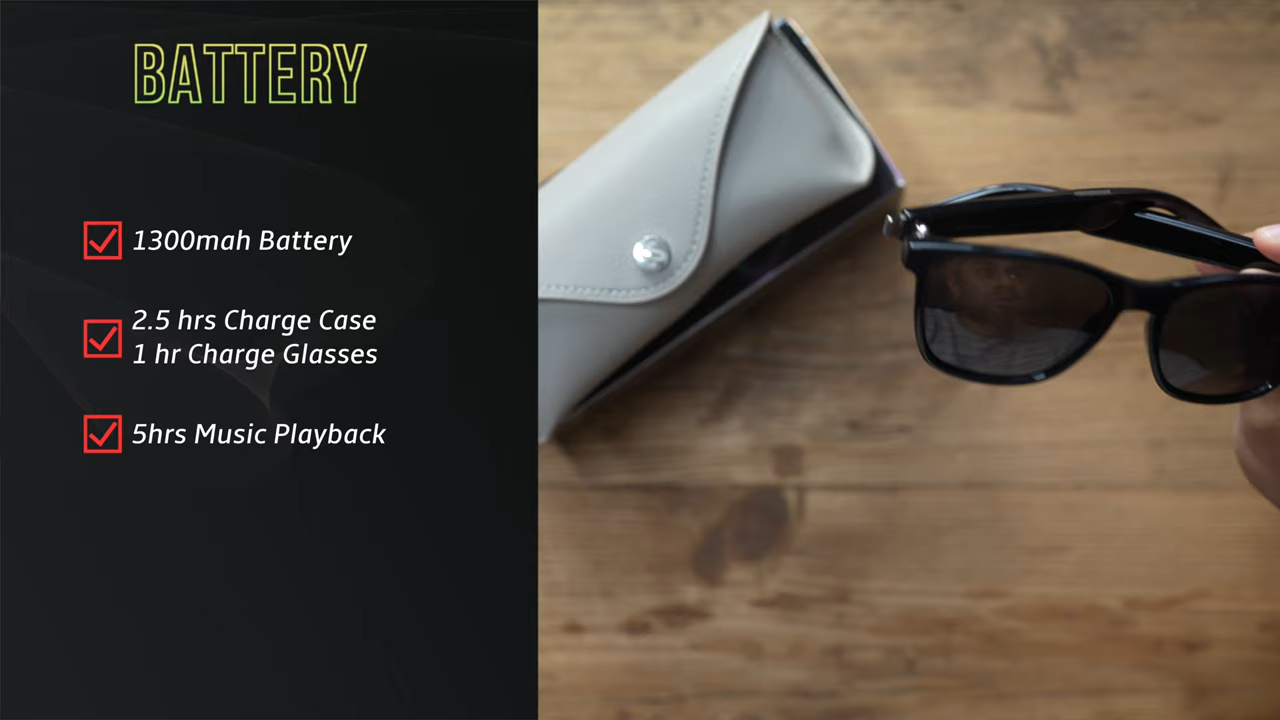 BATTERY
1300mah Battery
2.5 hrs Charge Case
1 hr Charge Glasses
5hrs Music Playback